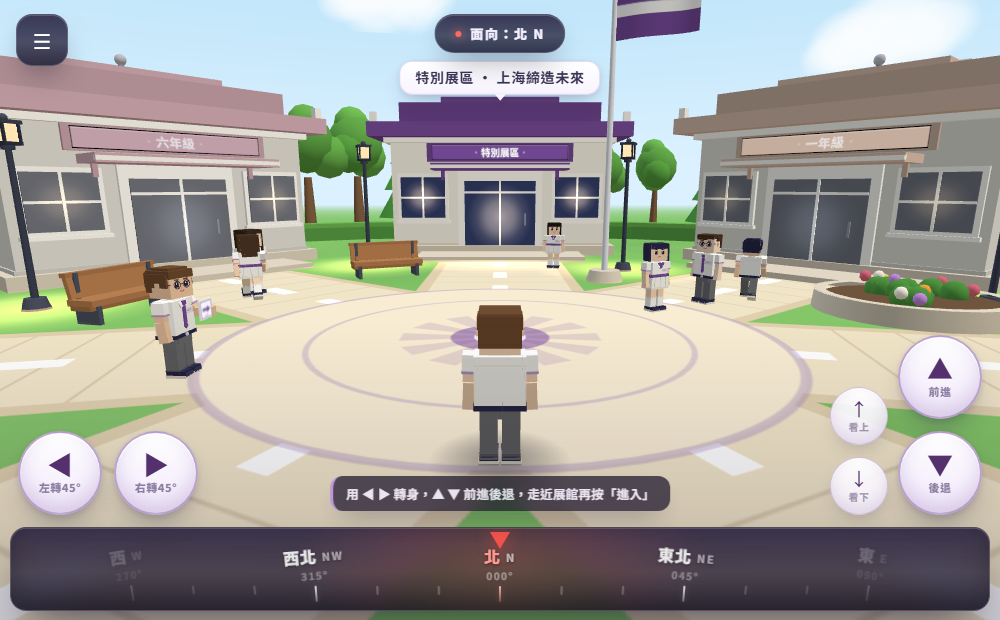 面向：北 N
特別展區 · 上海締造未來
· 六年級 ·
· 特別展區 ·
· 一年級 ·
前進
看上
左轉45°
右轉45°
看下
後退
用 ◀ ▶ 轉身，▲ ▼ 前進後退，走近展館再按「進入」
西 W
270°
西北 NW
315°
北 N
000°
東北 NE
045°
東 E
090°